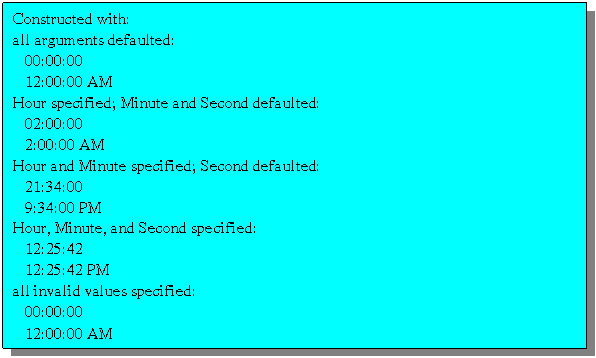 Constructed with:
all arguments defaulted:
00:00:00
12:00:00 AM
Hour specified; Minute and Second defaulted:
02:00:00
2:00:00 AM
Hour and Minute specified; Second defaulted:
21:34:00
9:34:00 PM
Hour, Minute, and Second specified:
12:25:42
12:25:42 PM
all invalid values specified:
00:00:00
12:00:00 AM